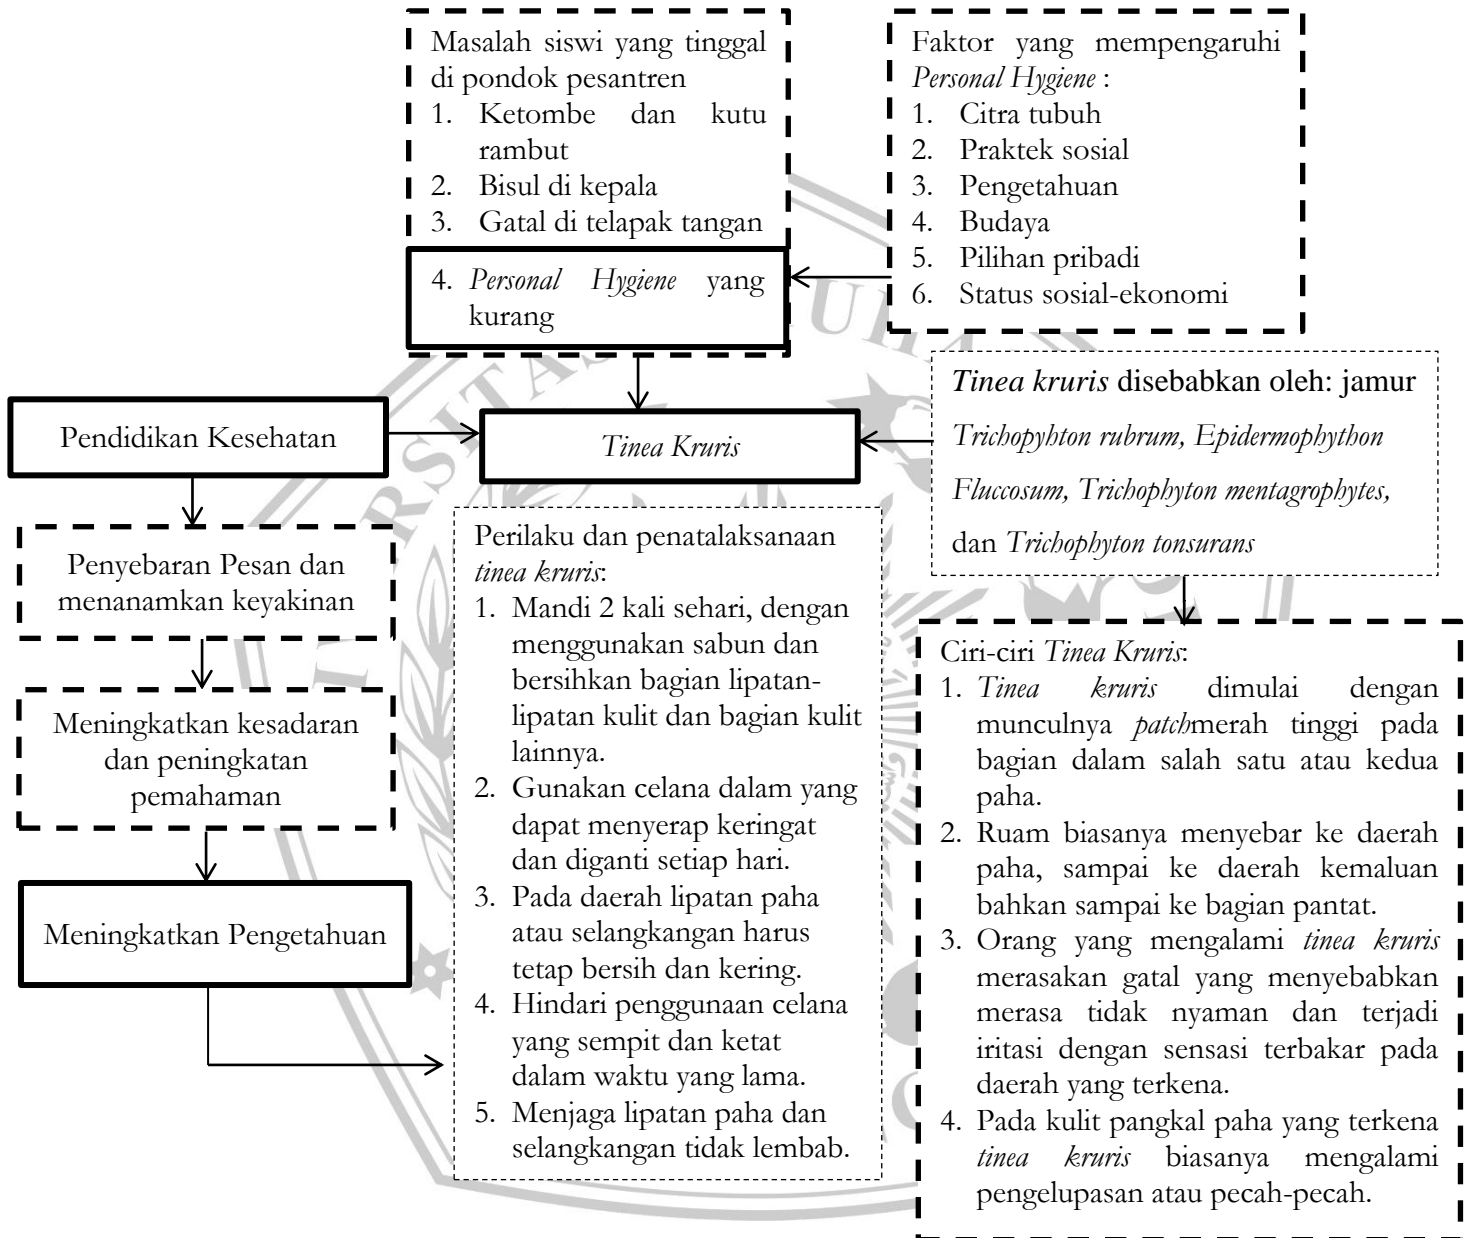 Masalah siswi yang tinggal
di pondok pesantren
1. Ketombe dan kutu
rambut
2. Bisul di kepala
3. Gatal di telapak tangan
4. Personal Hygiene yang
kurang
Faktor yang mempengaruhi
Personal Hygiene :
1. Citra tubuh
2. Praktek sosial
3. Pengetahuan
4. Budaya
5. Pilihan pribadi
6. Status sosial-ekonomi
Pendidikan Kesehatan
Tinea Kruris
Tinea kruris disebabkan oleh: jamur
Trichopyhton rubrum, Epidermophython
Fluccosum, Trichophyton mentagrophytes,
dan Trichophyton tonsurans
Penyebaran Pesan dan
menanamkan keyakinan
Meningkatkan kesadaran
dan peningkatan
pemahaman
Meningkatkan Pengetahuan
Perilaku dan penatalaksanaan
tinea kruris:
1. Mandi 2 kali sehari, dengan
menggunakan sabun dan
bersihkan bagian lipatan-
lipatan kulit dan bagian kulit
lainnya.
2. Gunakan celana dalam yang
dapat menyerap keringat
dan diganti setiap hari.
3. Pada daerah lipatan paha
atau selangkangan harus
tetap bersih dan kering.
4. Hindari penggunaan celana
yang sempit dan ketat
dalam waktu yang lama.
5. Menjaga lipatan paha dan
selangkangan tidak lembab.
Ciri-ciri Tinea Kruris:
1. Tinea kruris dimulai dengan
munculnya patchmerah tinggi pada
bagian dalam salah satu atau kedua
paha.
2. Ruam biasanya menyebar ke daerah
paha, sampai ke daerah kemaluan
bahkan sampai ke bagian pantat.
3. Orang yang mengalami tinea kruris
merasakan gatal yang menyebabkan
merasa tidak nyaman dan terjadi
iritasi dengan sensasi terbakar pada
daerah yang terkena.
4. Pada kulit pangkal paha yang terkena
tinea kruris biasanya mengalami
pengelupasan atau pecah-pecah.